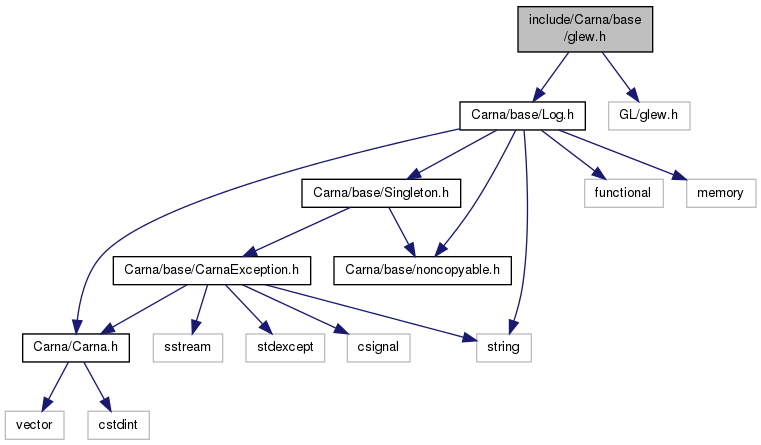 include/Carna/base
/glew.h
Carna/base/Log.h
GL/glew.h
Carna/base/Singleton.h
functional
memory
Carna/base/CarnaException.h
Carna/base/noncopyable.h
Carna/Carna.h
sstream
stdexcept
csignal
string
vector
cstdint